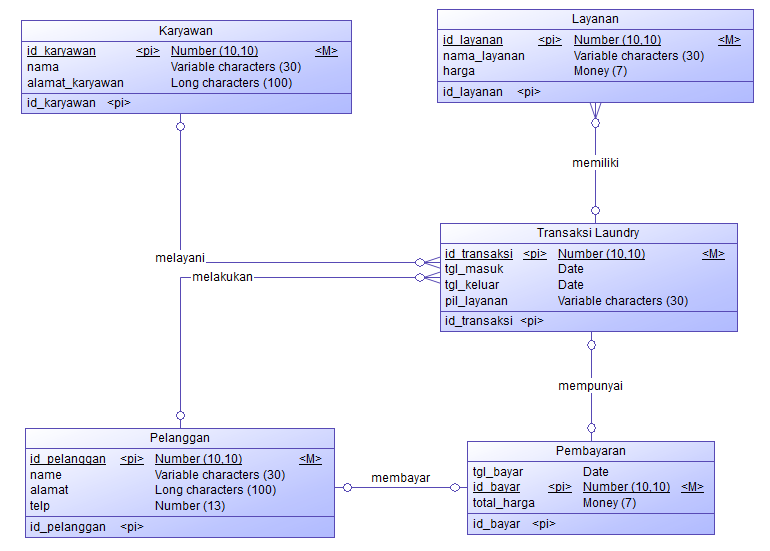 Karyawan
id_karyawan <pi> Number (10,10) <M>
nama Variable characters (30)
alamat_karyawan Long characters (100)
id_karyawan <pi>
Layanan
id_layanan <pi> Number (10,10) <M>
nama_layanan Variable characters (30)
harga Money (7)
id_layanan <pi>
memiliki
Transaksi Laundry
id_transaksi <pi> Number (10,10) <M>
tgl_masuk Date
tgl_keluar Date
pil_layanan Variable characters (30)
id_transaksi <pi>
melayani
melakukan
mempunyai
Pelanggan
id_pelanggan <pi> Number (10,10) <M>
name Variable characters (30)
alamat Long characters (100)
telp Number (13)
id_pelanggan <pi>
membayar
Pembayaran
tgl_bayar Date
id_bayar <pi> Number (10,10) <M>
total_harga Money (7)
id_bayar <pi>